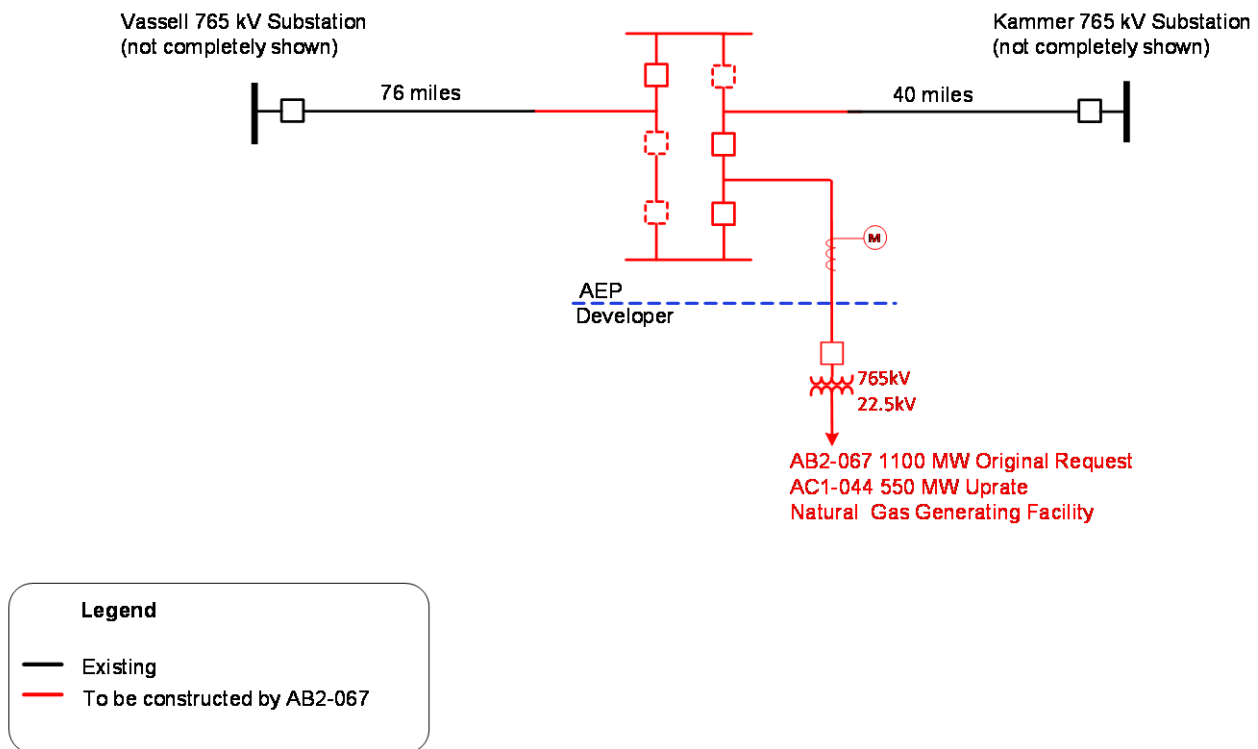 Vassell 765 kV Substation
(not completely shown)
Kammer 765 kV Substation
(not completely shown)
76 miles
40 miles
M
AEP
Developer
765kV
22.5kV
AB2-067 1100 MW Original Request
AC1-044 550 MW Uprate
Natural Gas Generating Facility
Legend
Existing
To be constructed by AB2-067